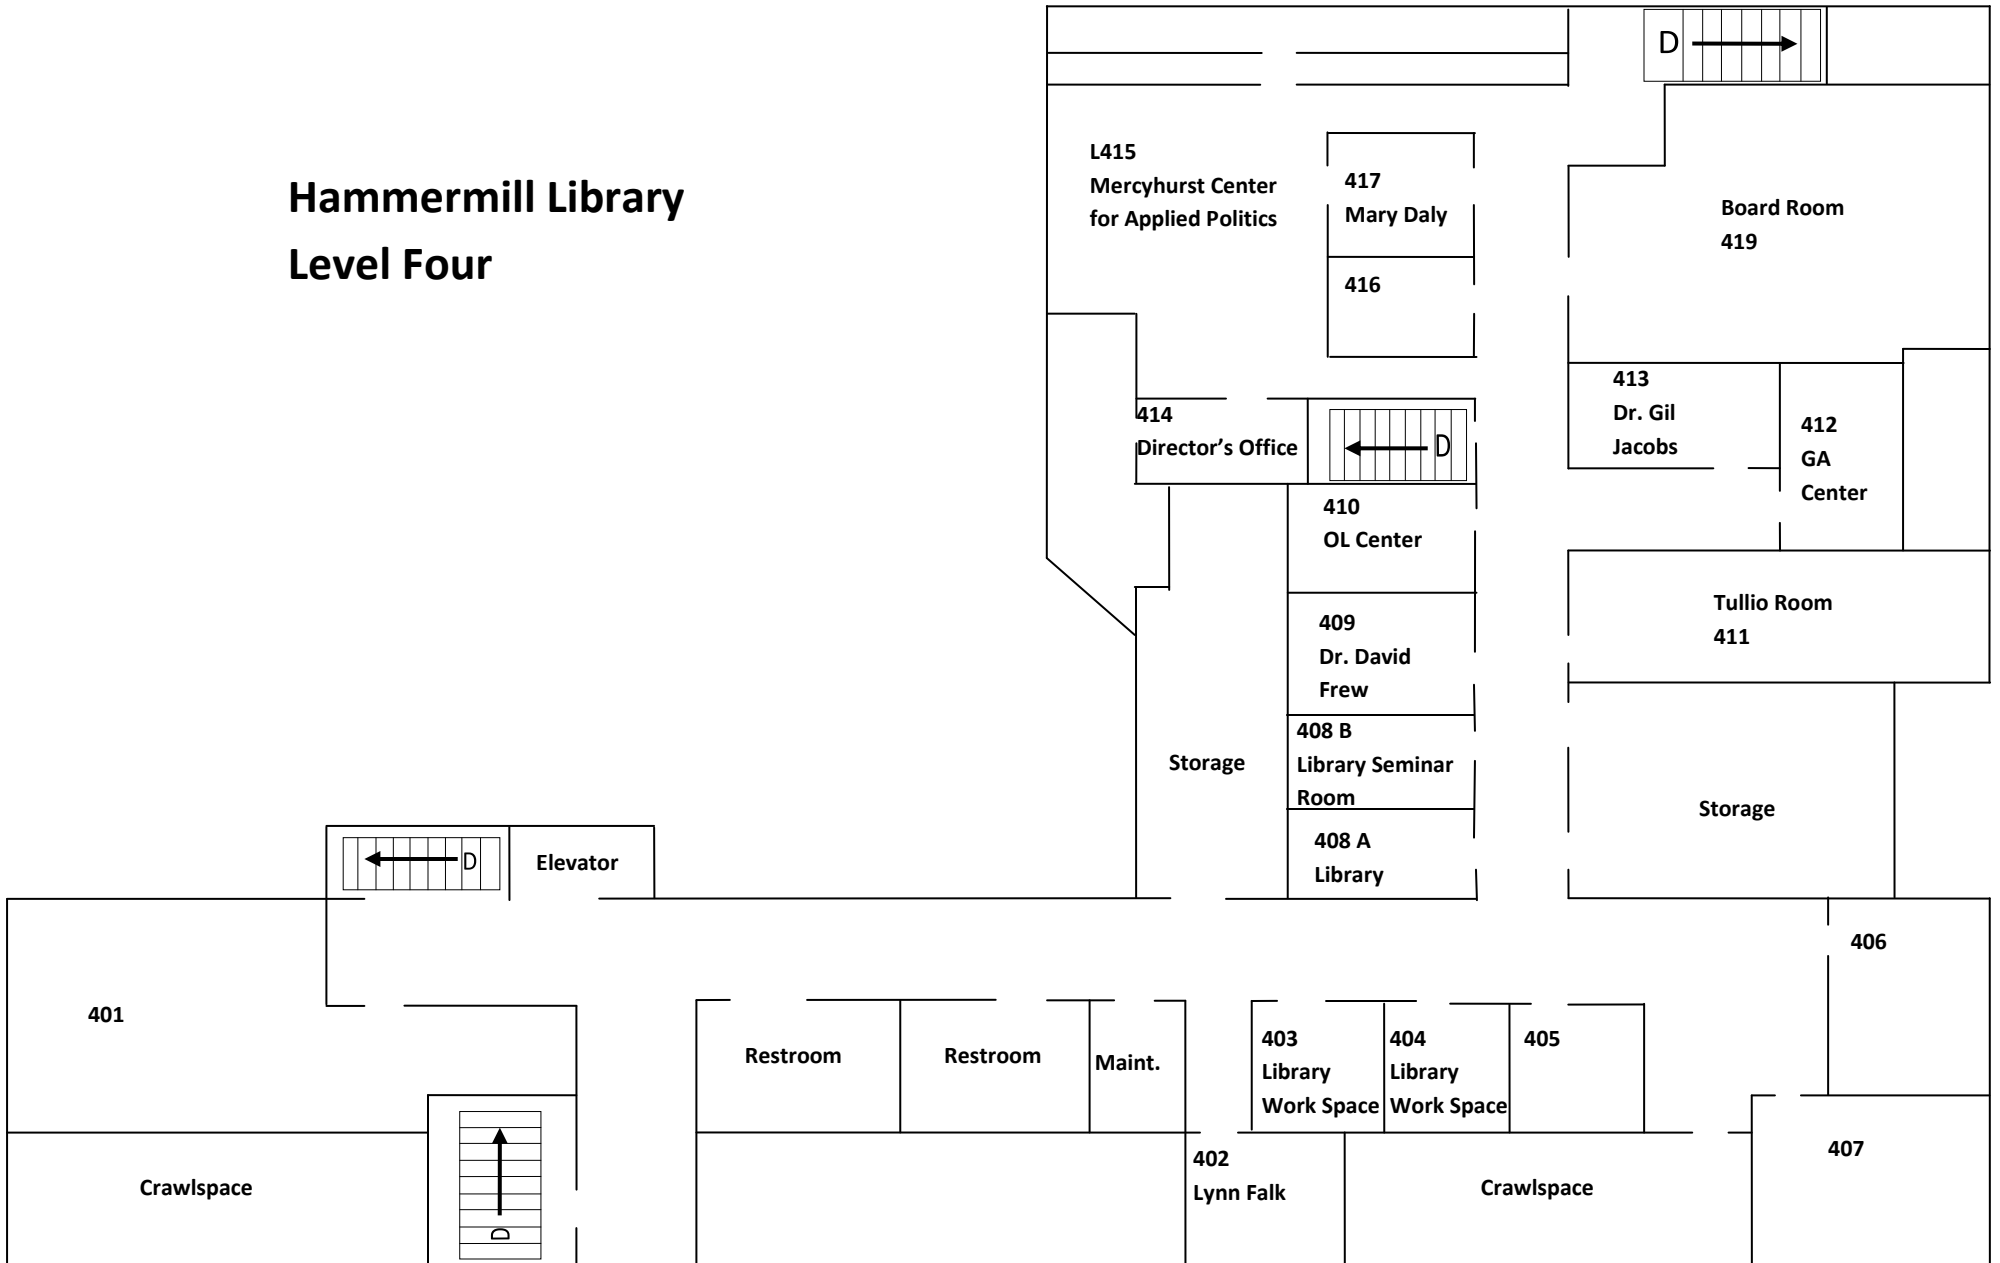 Hammermill Library
Level Four
D
L415
Mercyhurst Center
for Applied Politics
417
Mary Daly
416
Board Room
419
413
Dr. Gil
Jacobs
412
GA
Center
414
Director’s Office
D
410
OL Center
Tullio Room
411
409
Dr. David
Frew
408 B
Library Seminar
Room
Storage
Storage
408 A
Library
D
Elevator
406
401
Restroom
Restroom
Maint.
403
Library
Work Space
404
Library
Work Space
405
407
402
Lynn Falk
Crawlspace
Crawlspace
D